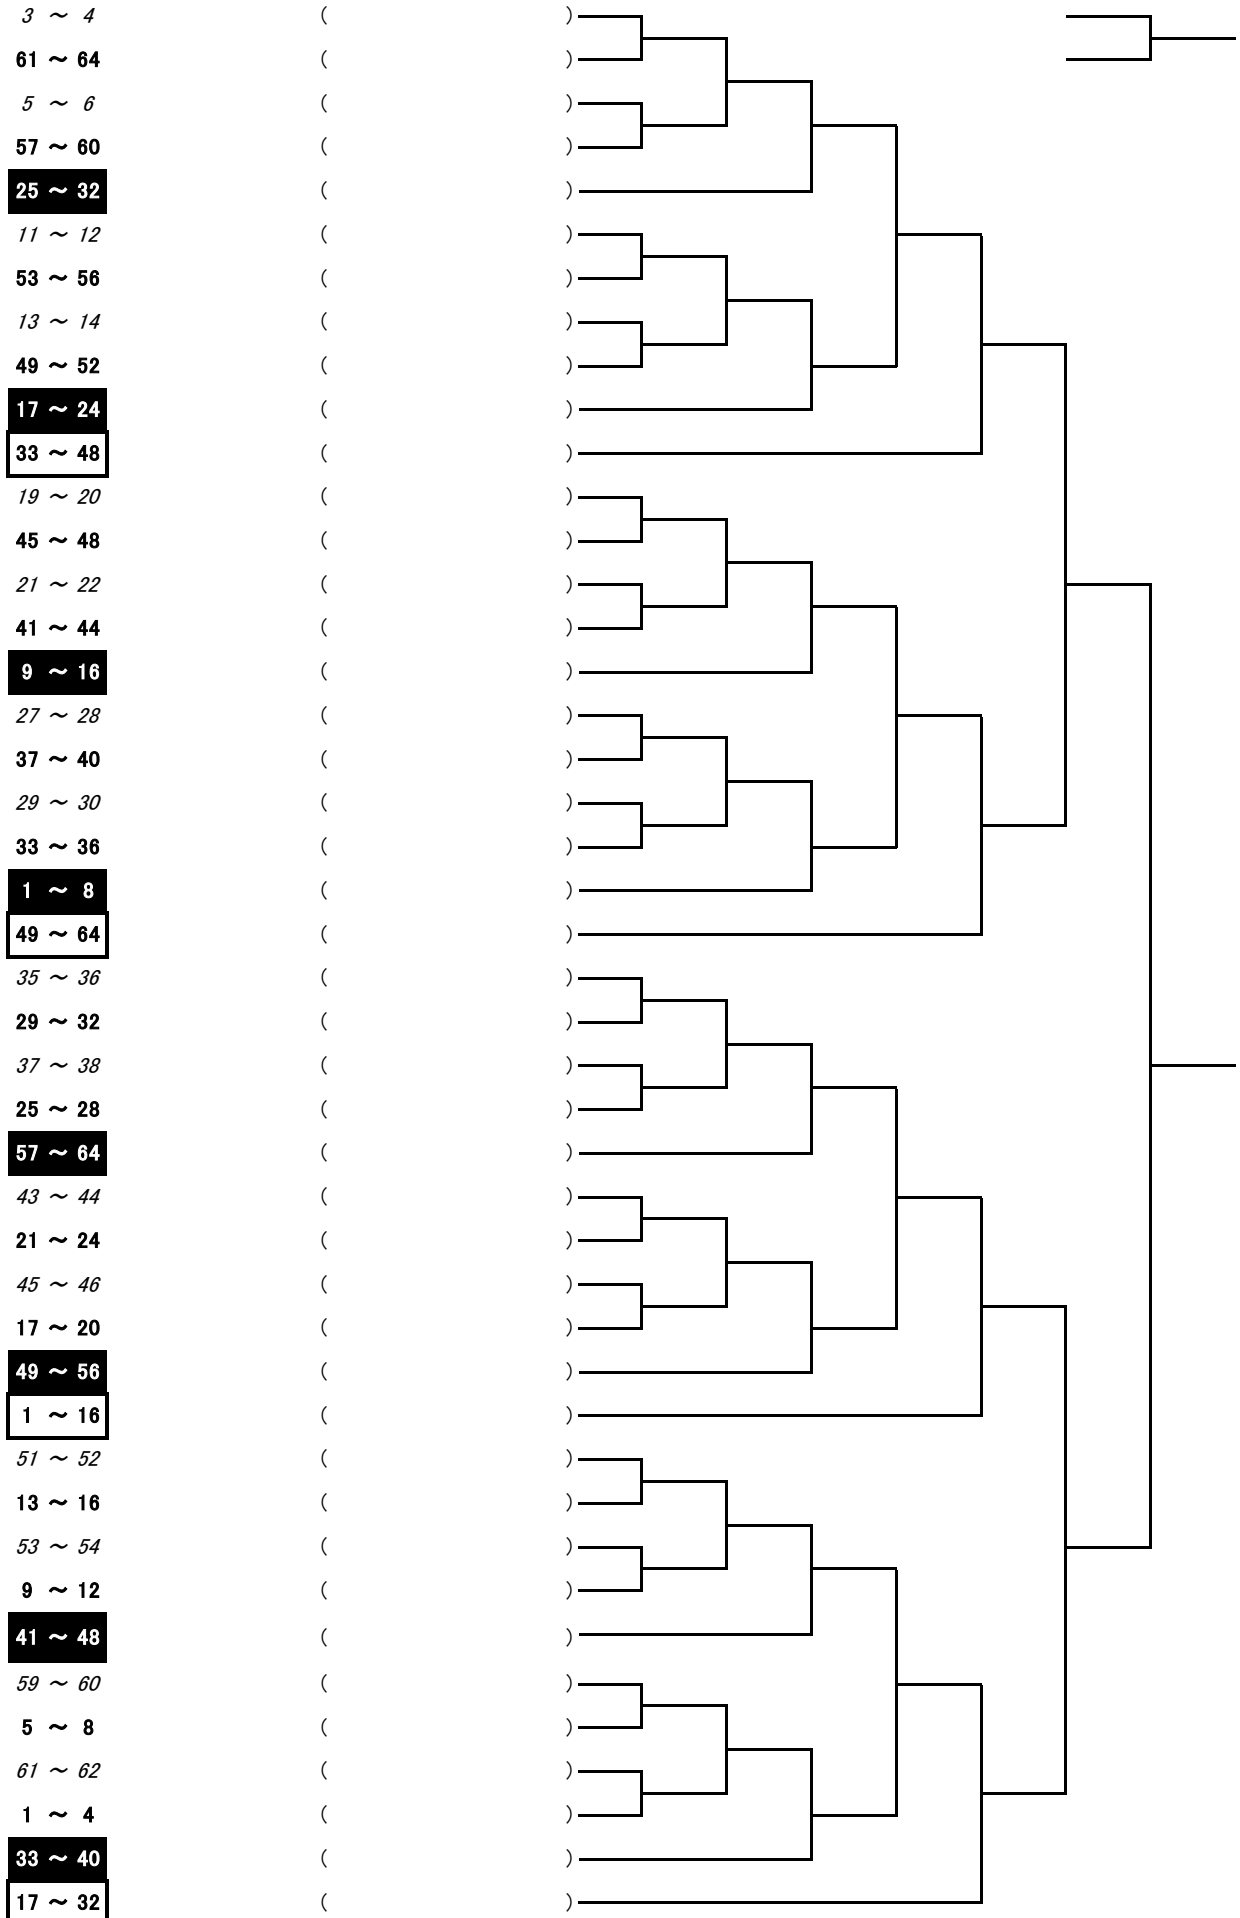 3 ～ 4 ( )
61 ～ 64 ( )
5 ～ 6 ( )
57 ～ 60 ( )
25 ～ 32 ( )
11 ～ 12 ( )
53 ～ 56 ( )
13 ～ 14 ( )
49 ～ 52 ( )
17 ～ 24 ( )
33 ～ 48 ( )
19 ～ 20 ( )
45 ～ 48 ( )
21 ～ 22 ( )
41 ～ 44 ( )
9 ～ 16 ( )
27 ～ 28 ( )
37 ～ 40 ( )
29 ～ 30 ( )
33 ～ 36 ( )
1 ～ 8 ( )
49 ～ 64 ( )
35 ～ 36 ( )
29 ～ 32 ( )
37 ～ 38 ( )
25 ～ 28 ( )
57 ～ 64 ( )
43 ～ 44 ( )
21 ～ 24 ( )
45 ～ 46 ( )
17 ～ 20 ( )
49 ～ 56 ( )
1 ～ 16 ( )
51 ～ 52 ( )
13 ～ 16 ( )
53 ～ 54 ( )
9 ～ 12 ( )
41 ～ 48 ( )
59 ～ 60 ( )
5 ～ 8 ( )
61 ～ 62 ( )
1 ～ 4 ( )
33 ～ 40 ( )
17 ～ 32 ( )